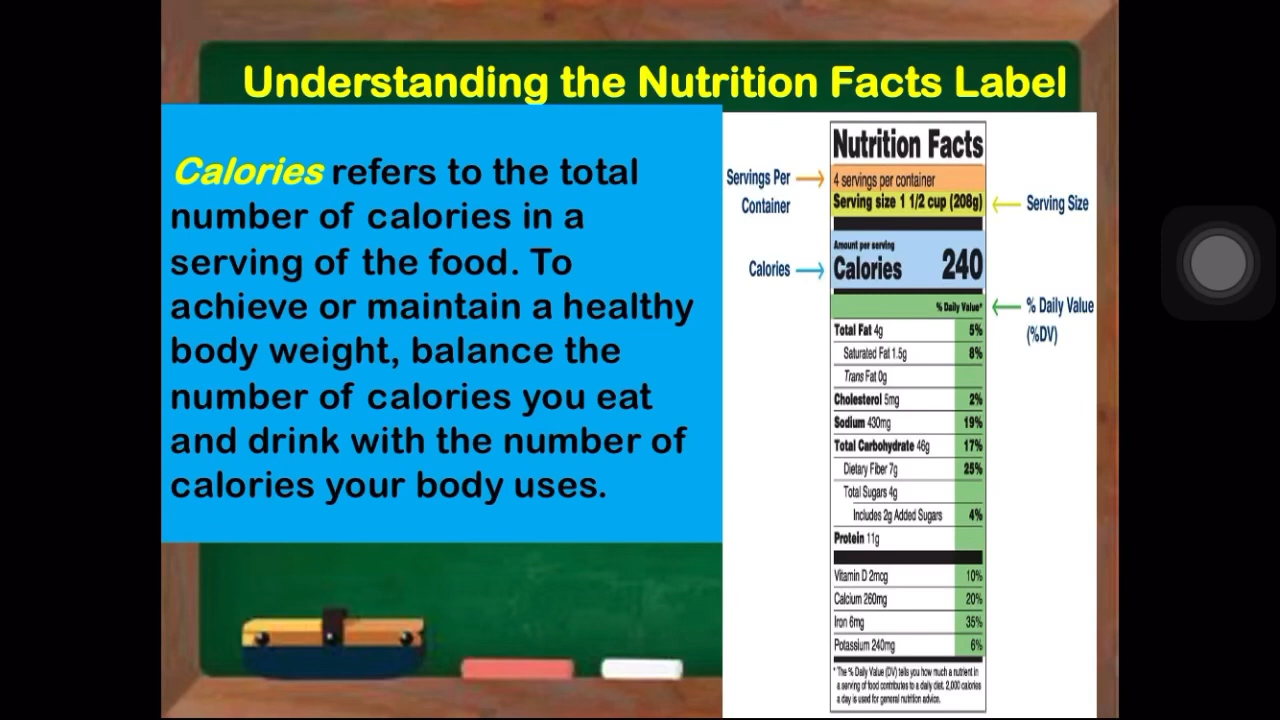 Understanding the Nutrition Facts Label
Calories refers to the total
number of calories in a
serving of the food. To
achieve or maintain a healthy
body weight, balance the
number of calories you eat
and drink with the number of
calories your body uses.
Nutrition Facts
Servings Per
Container
4 servings per container
Serving size 1 1/2 cup (208g)
Serving Size
Amount per serving
Calories
Calories 240
% Daily Value*
% Daily Value
(%DV)
Total Fat 4g 5%
Saturated Fat 1.5g 8%
Trans Fat 0g
Cholesterol 5mg 2%
Sodium 430mg 19%
Total Carbohydrate 46g 17%
Dietary Fiber 7g 25%
Total Sugars 4g
Includes 2g Added Sugars 4%
Protein 11g
Vitamin D 2mcg 10%
Calcium 260mg 20%
Iron 6mg 35%
Potassium 240mg 6%
* The % Daily Value (DV) tells you how much a nutrient in
a serving of food contributes to a daily diet. 2,000 calories
a day is used for general nutrition advice.